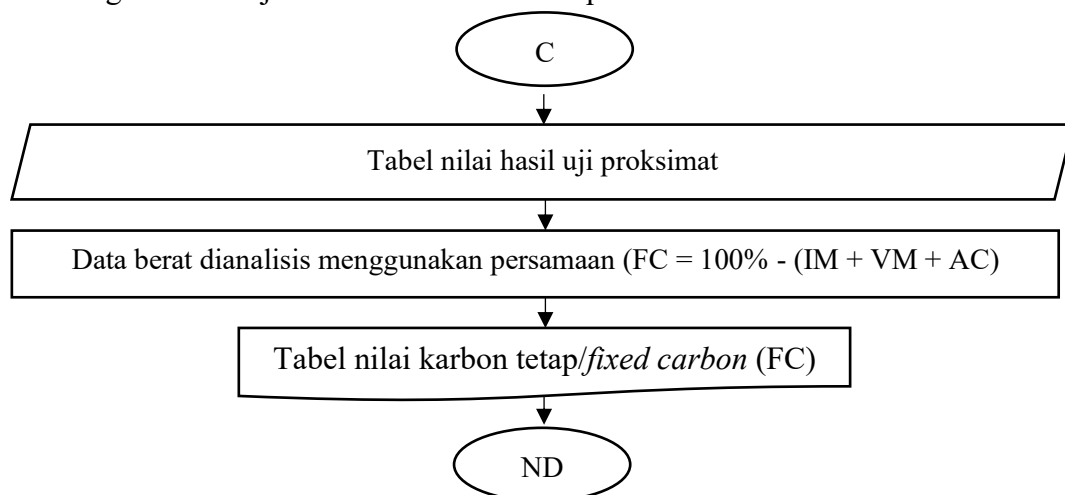 C
Tabel nilai hasil uji proksimat
Data berat dianalisis menggunakan persamaan (FC = 100% - (IM + VM + AC)
Tabel nilai karbon tetap/fixed carbon (FC)
ND